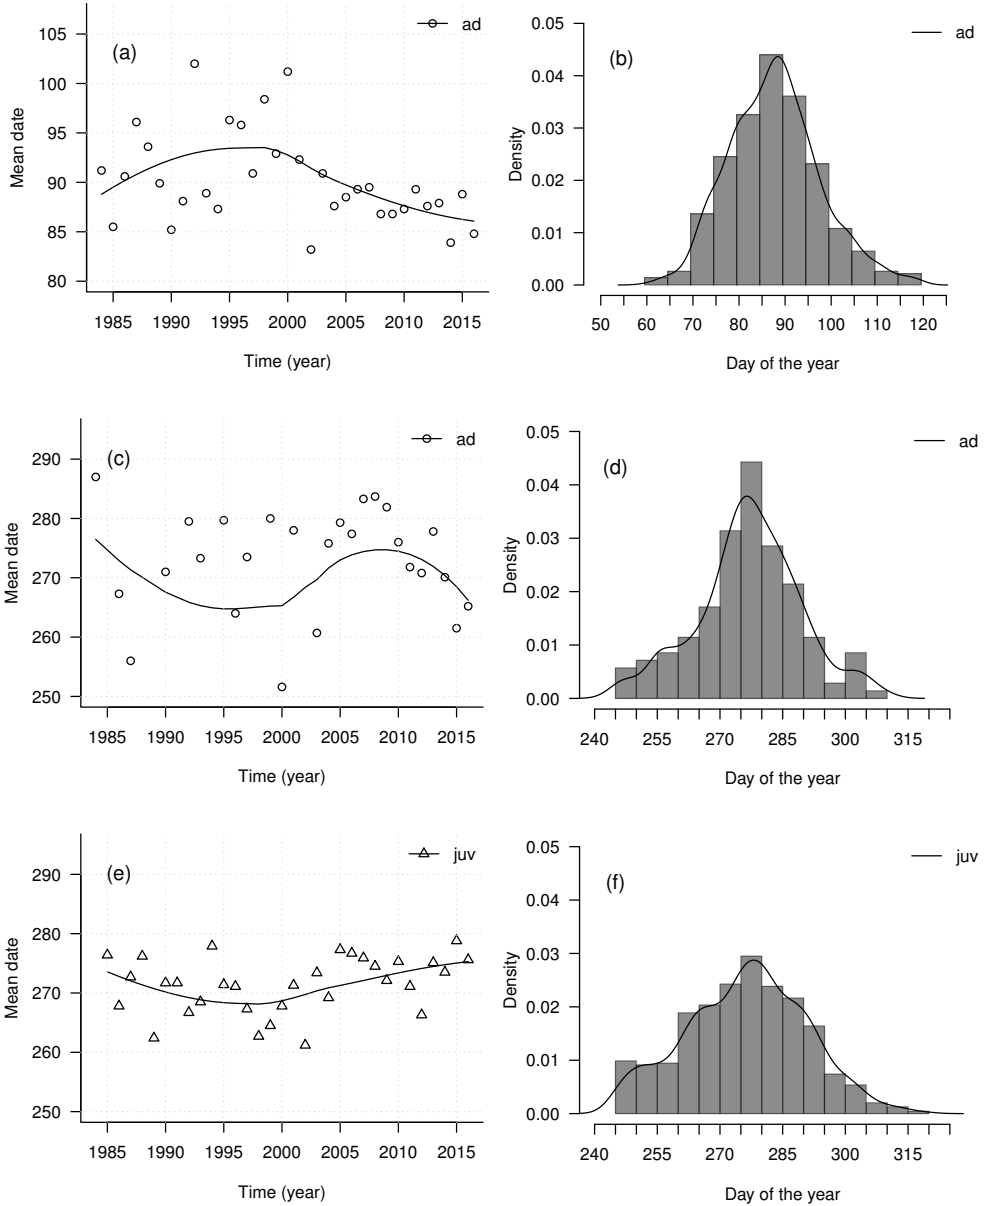 ad
(a)
105
100
95
90
85
80
Mean date
1985 1990 1995 2000 2005 2010 2015
Time (year)
ad
(b)
0.05
0.04
0.03
0.02
0.01
0.00
Density
50 60 70 80 90 100 110 120
Day of the year
ad
(c)
290
280
270
260
250
Mean date
1985 1990 1995 2000 2005 2010 2015
Time (year)
ad
(d)
0.05
0.04
0.03
0.02
0.01
0.00
Density
240 255 270 285 300 315
Day of the year
juv
(e)
290
280
270
260
250
Mean date
1985 1990 1995 2000 2005 2010 2015
Time (year)
juv
(f)
0.05
0.04
0.03
0.02
0.01
0.00
Density
240 255 270 285 300 315
Day of the year